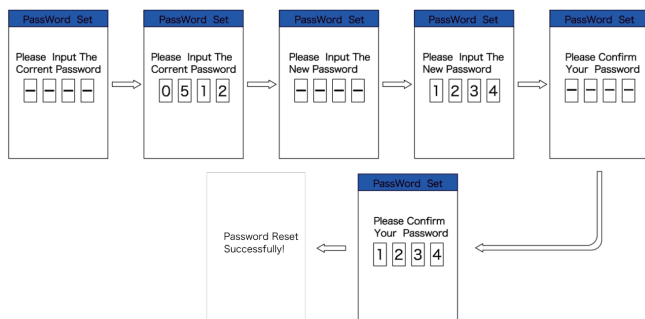 PassWord Set
Please Input The
Corrent Password
– – – –
PassWord Set
Please Input The
Corrent Password
0 5 1 2
PassWord Set
Please Input The
New Password
– – – –
PassWord Set
Please Input The
New Password
1 2 3 4
PassWord Set
Please Confirm
Your Password
– – – –
PassWord Set
Please Confirm
Your Password
1 2 3 4
Password Reset
Successfully!